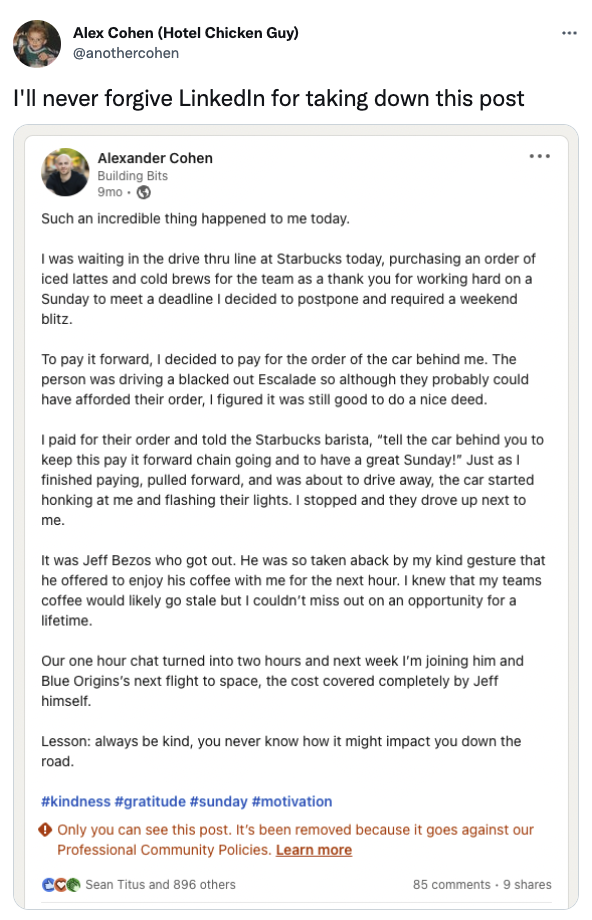 Alex Cohen (Hotel Chicken Guy)
@anothercohen
I'll never forgive LinkedIn for taking down this post
Alexander Cohen
Building Bits
9mo •
Such an incredible thing happened to me today.
I was waiting in the drive thru line at Starbucks today, purchasing an order of
iced lattes and cold brews for the team as a thank you for working hard on a
Sunday to meet a deadline I decided to postpone and required a weekend
blitz.
To pay it forward, I decided to pay for the order of the car behind me. The
person was driving a blacked out Escalade so although they probably could
have afforded their order, I figured it was still good to do a nice deed.
I paid for their order and told the Starbucks barista, “tell the car behind you to
keep this pay it forward chain going and to have a great Sunday!” Just as I
finished paying, pulled forward, and was about to drive away, the car started
honking at me and flashing their lights. I stopped and they drove up next to
me.
It was Jeff Bezos who got out. He was so taken aback by my kind gesture that
he offered to enjoy his coffee with me for the next hour. I knew that my teams
coffee would likely go stale but I couldn’t miss out on an opportunity for a
lifetime.
Our one hour chat turned into two hours and next week I’m joining him and
Blue Origins’s next flight to space, the cost covered completely by Jeff
himself.
Lesson: always be kind, you never know how it might impact you down the
road.
#kindness #gratitude #sunday #motivation
Only you can see this post. It’s been removed because it goes against our
Professional Community Policies. Learn more
Sean Titus and 896 others 85 comments • 9 shares